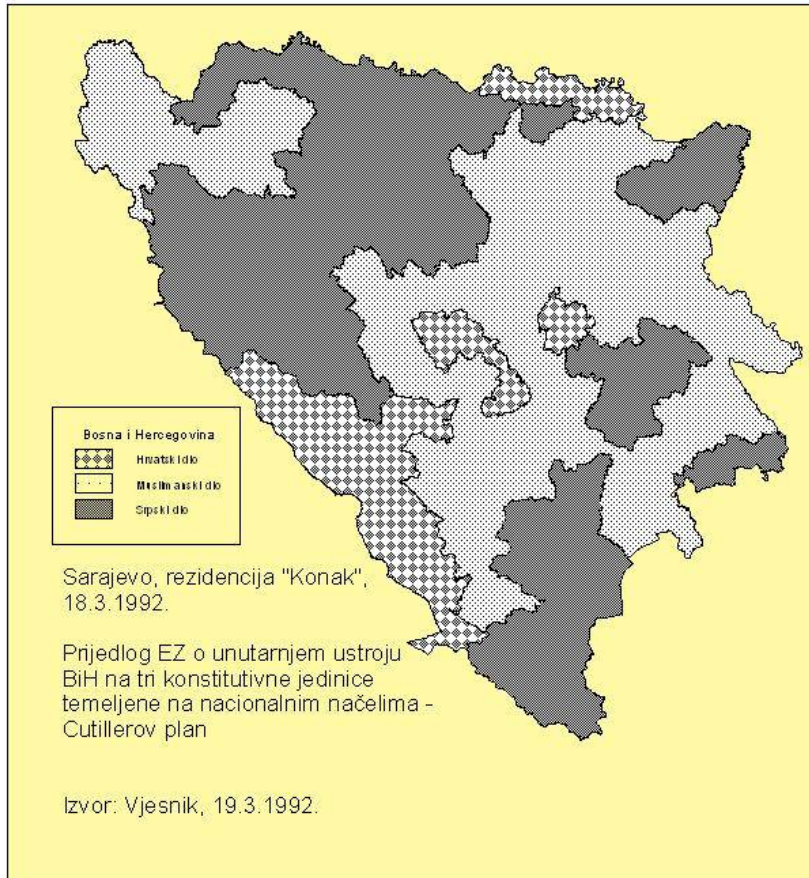 Bosna i Hercegovina
Hrvatski dio
Muslimanski dio
Srpski dio
Sarajevo, rezidencija "Konak",
18.3.1992.
Prijedlog EZ o unutarnjem ustroju
BiH na tri konstitutivne jedinice
temeljene na nacionalnim načelima -
Cutillerov plan
Izvor: Vjesnik, 19.3.1992.